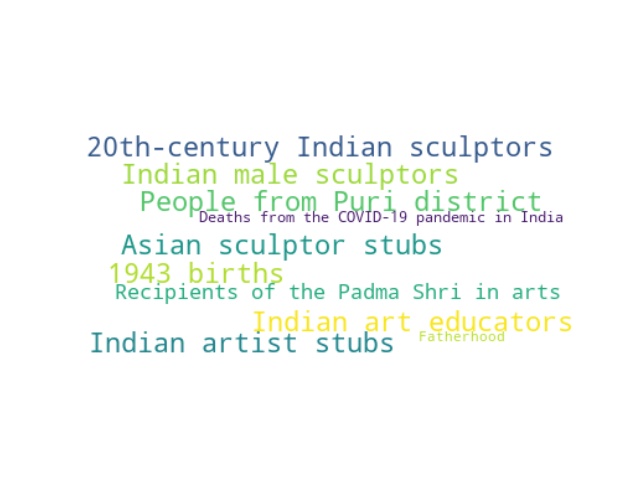 20th-century Indian sculptors
Indian male sculptors
People from Puri district
Deaths from the COVID-19 pandemic in India
Asian sculptor stubs
1943 births
Recipients of the Padma Shri in arts
Indian art educators
Fatherhood
Indian artist stubs